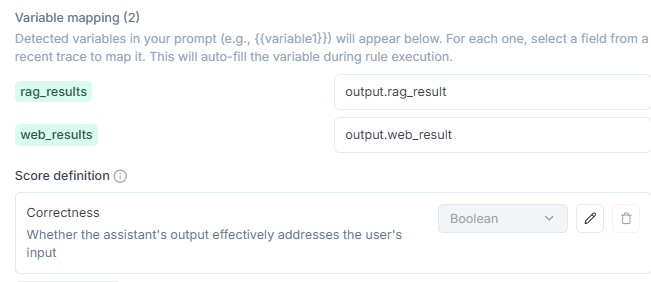 Variable mapping (2)
Detected variables in your prompt (e.g., {{variable1}}) will appear below. For each one, select a field from a
recent trace to map it. This will auto-fill the variable during rule execution.
rag_results output.rag_result
web_results output.web_result
Score definition
Correctness Boolean
Whether the assistant's output effectively addresses the user's
input